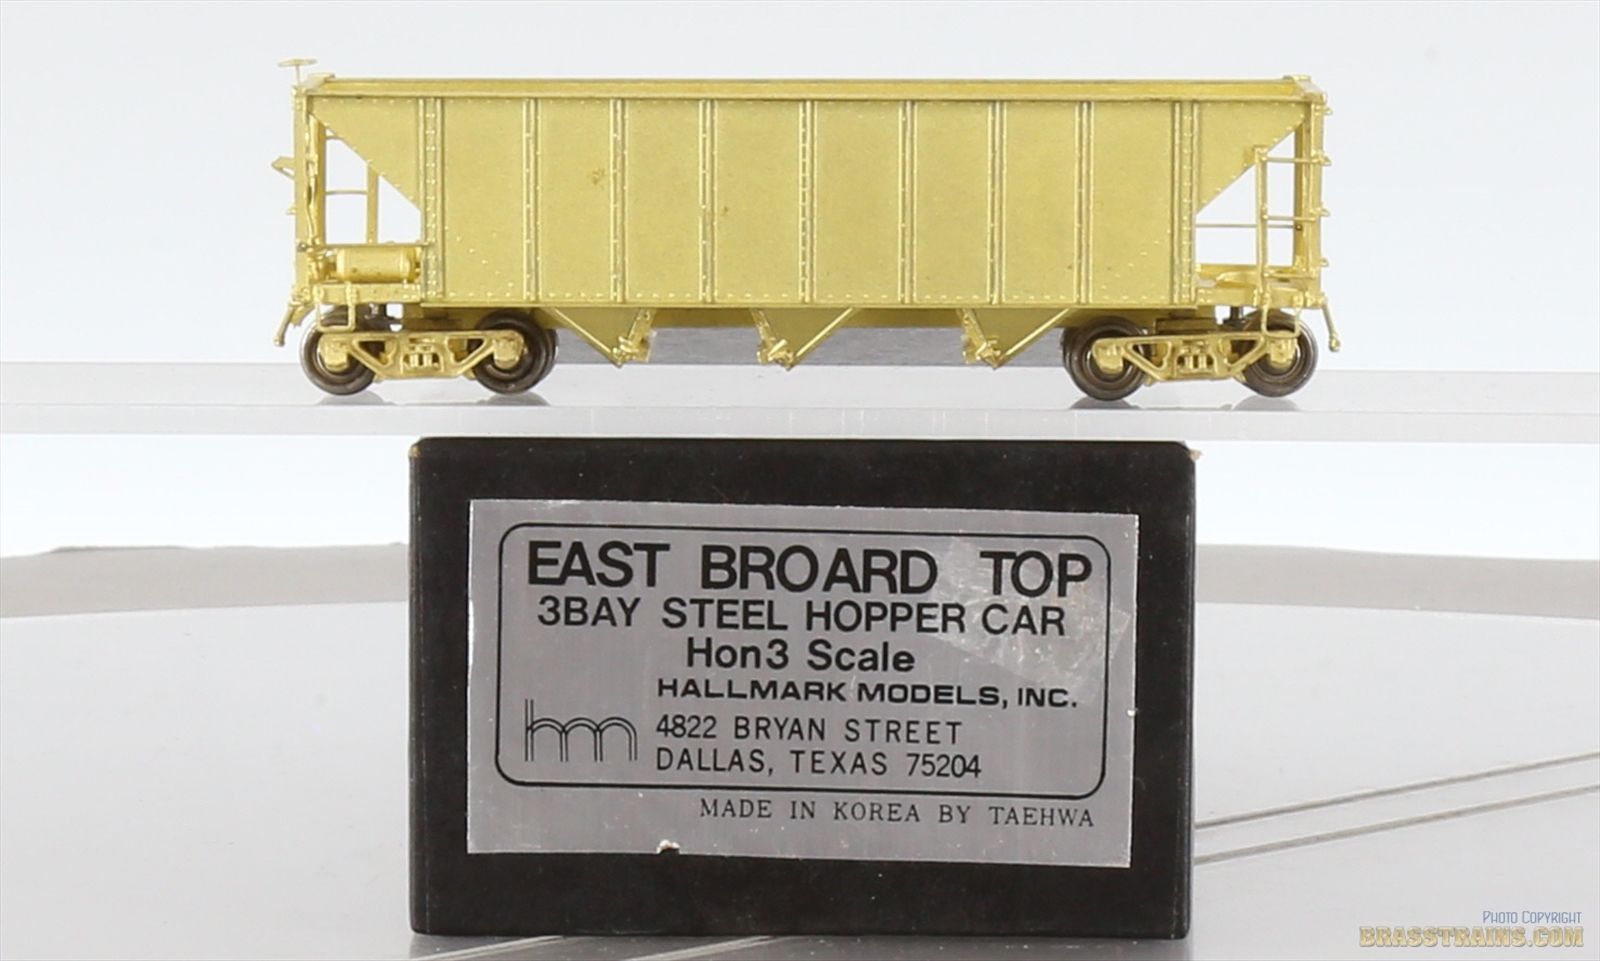 EAST BROARD TOP
3BAY STEEL HOPPER CAR
Hon3 Scale
HALLMARK MODELS, INC.
hm
4822 BRYAN STREET
DALLAS, TEXAS 75204
MADE IN KOREA BY TAEHWA
PHOTO COPYRIGHT
BRASSTRAINS.COM